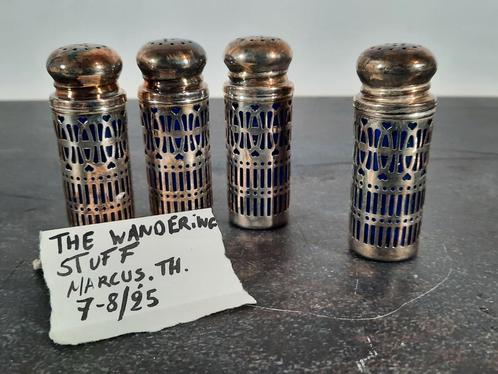 THE WANDERING
STUFF
MARCUS. TH.
7-8/25